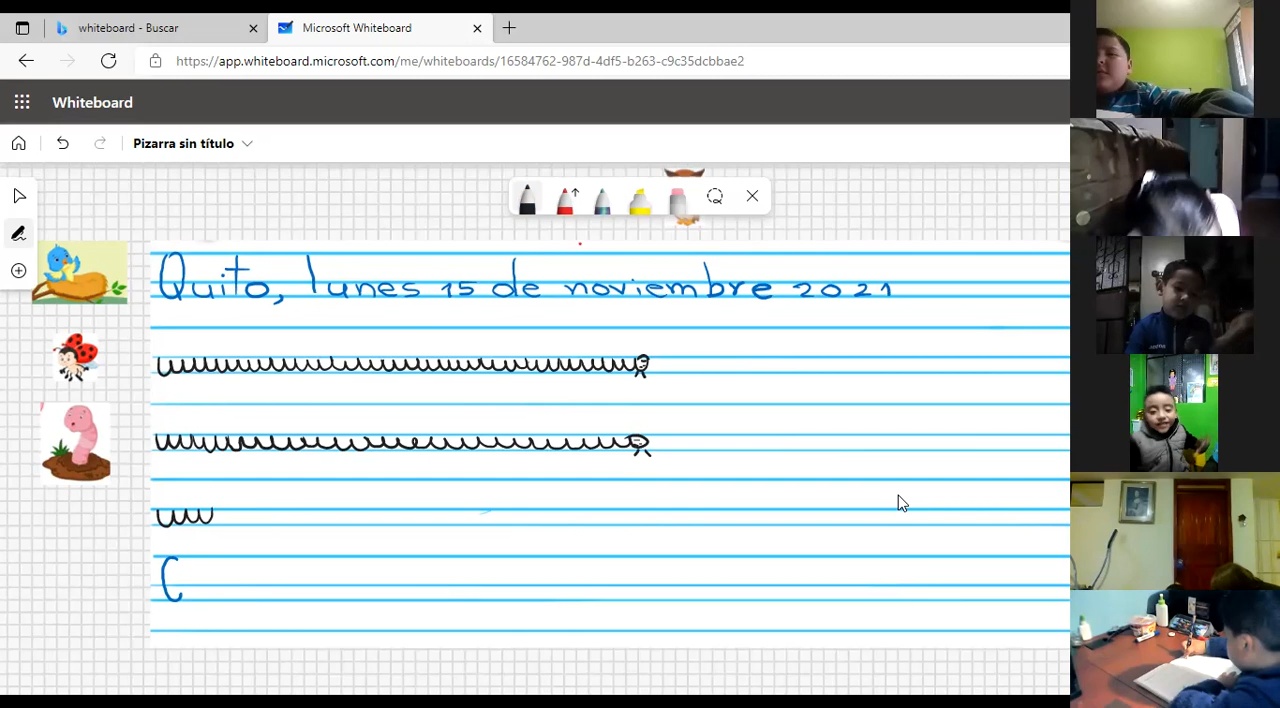 whiteboard - Buscar
Microsoft Whiteboard
https://app.whiteboard.microsoft.com/me/whiteboards/16584762-987d-4df5-b263-c9c35dcbbae2
Whiteboard
Pizarra sin título
Quito, lunes 15 de noviembre 2021
C